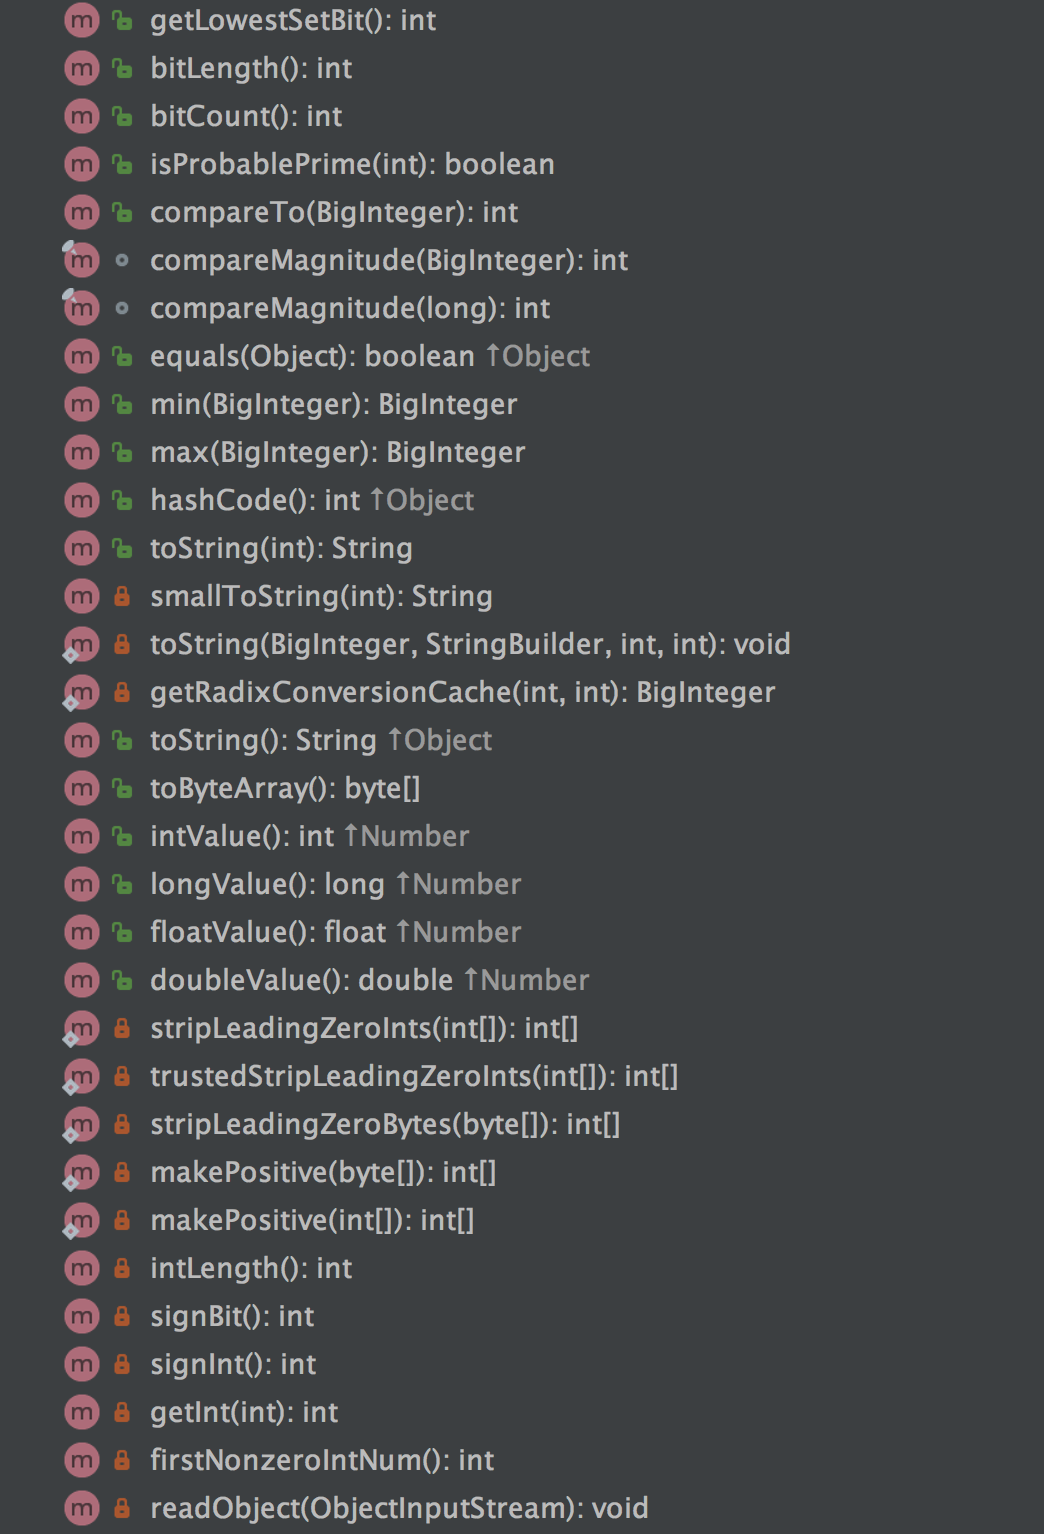 m getLowestSetBit(): int
m bitLength(): int
m bitCount(): int
m isProbablePrime(int): boolean
m compareTo(BigInteger): int
m compareMagnitude(BigInteger): int
m compareMagnitude(long): int
m equals(Object): boolean ↑Object
m min(BigInteger): BigInteger
m max(BigInteger): BigInteger
m hashCode(): int ↑Object
m toString(int): String
m smallToString(int): String
m toString(BigInteger, StringBuilder, int, int): void
m getRadixConversionCache(int, int): BigInteger
m toString(): String ↑Object
m toByteArray(): byte[]
m intValue(): int ↑Number
m longValue(): long ↑Number
m floatValue(): float ↑Number
m doubleValue(): double ↑Number
m stripLeadingZeroInts(int[]): int[]
m trustedStripLeadingZeroInts(int[]): int[]
m stripLeadingZeroBytes(byte[]): int[]
m makePositive(byte[]): int[]
m makePositive(int[]): int[]
m intLength(): int
m signBit(): int
m signInt(): int
m getInt(int): int
m firstNonzeroIntNum(): int
m readObject(ObjectInputStream): void